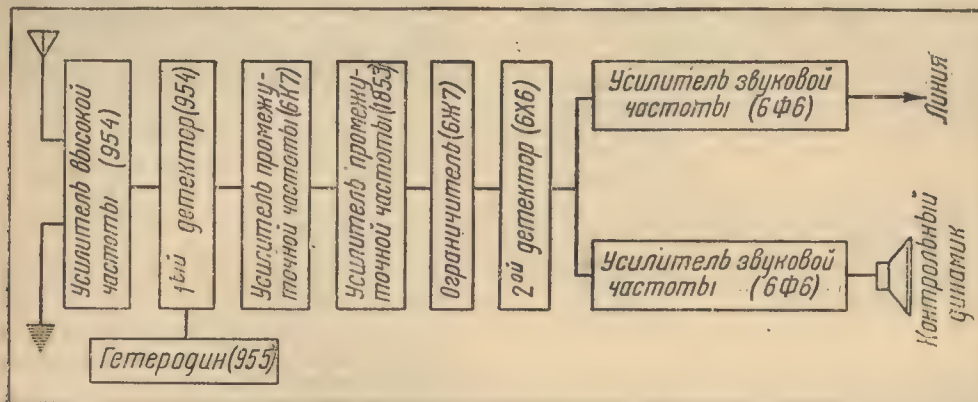 Усилитель высокой
частоты (954)
1ый детектор (954)
Гетеродин (955)
Усилитель промежу-
точной частоты (6К7)
Усилитель промежу-
точной частоты (1853)
Ограничитель (6Ж7)
2ой детектор (6Х6)
Усилитель звуковой
частоты (6Ф6)
Линия
Усилитель звуковой
частоты (6Ф6)
Контрольный
динамик